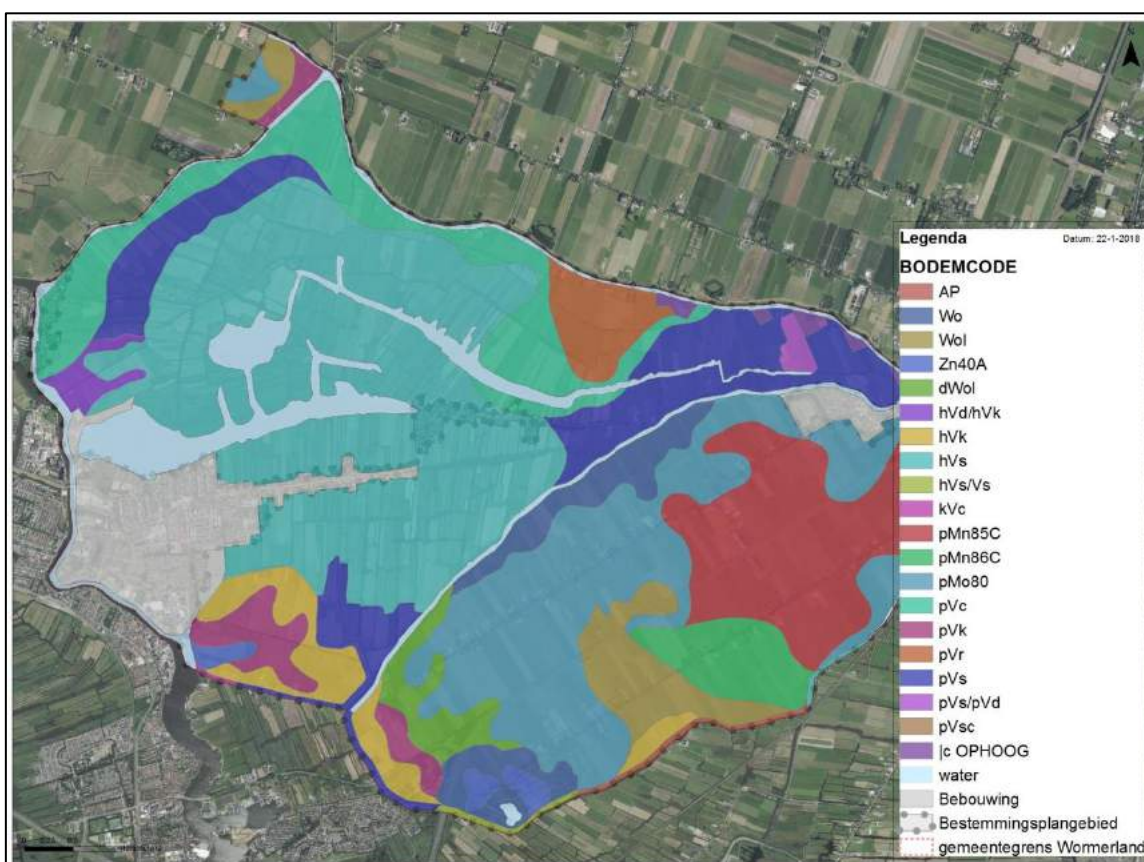 Legenda Datum: 22-1-2018
BODEMCODE
AP
Wo
Wol
Zn40A
dWol
hVd/hVk
hVk
hVs
hVs/Vs
kVc
pMn85C
pMn86C
pMo80
pVc
pVk
pVr
pVs
pVs/pVd
pVsc
|c OPHOOG
water
Bebouwing
Bestemmingsplangebied
gemeentegrens Wormerland